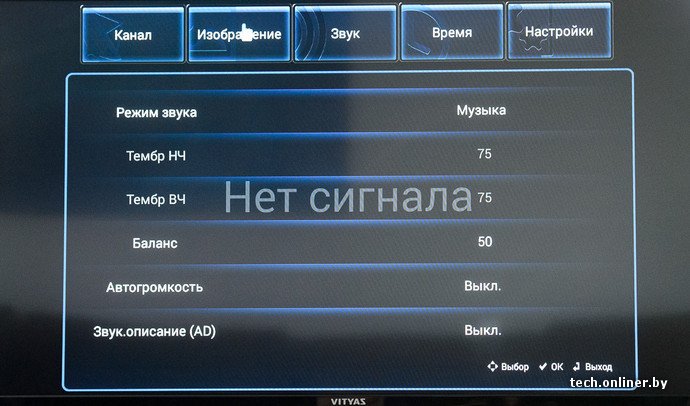 Канал Изображение Звук Время Настройки
Режим звука Музыка
Тембр НЧ 75
Нет сигнала
Тембр ВЧ 75
Баланс 50
Автогромкость Выкл.
Звук.описание (AD) Выкл.
Выбор OK Выход
tech.onliner.by
VITYAS